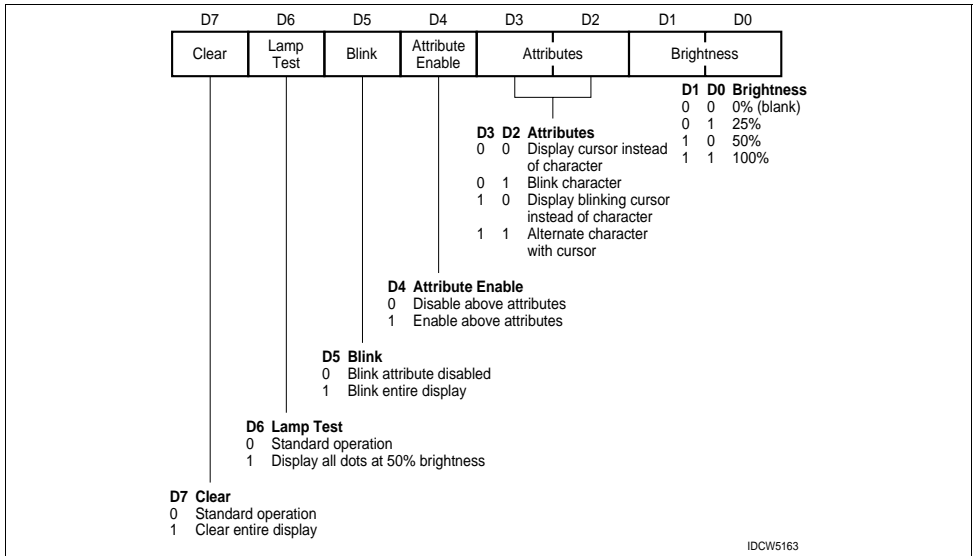 D7 D6 D5 D4 D3 D2 D1 D0
Clear Lamp Test Blink Attribute Enable Attributes Brightness
D1 D0 Brightness
0 0 0% (blank)
0 1 25%
1 0 50%
1 1 100%
D3 D2 Attributes
0 0 Display cursor instead
of character
0 1 Blink character
1 0 Display blinking cursor
instead of character
1 1 Alternate character
with cursor
D4 Attribute Enable
0 Disable above attributes
1 Enable above attributes
D5 Blink
0 Blink attribute disabled
1 Blink entire display
D6 Lamp Test
0 Standard operation
1 Display all dots at 50% brightness
D7 Clear
0 Standard operation
1 Clear entire display
IDCW5163